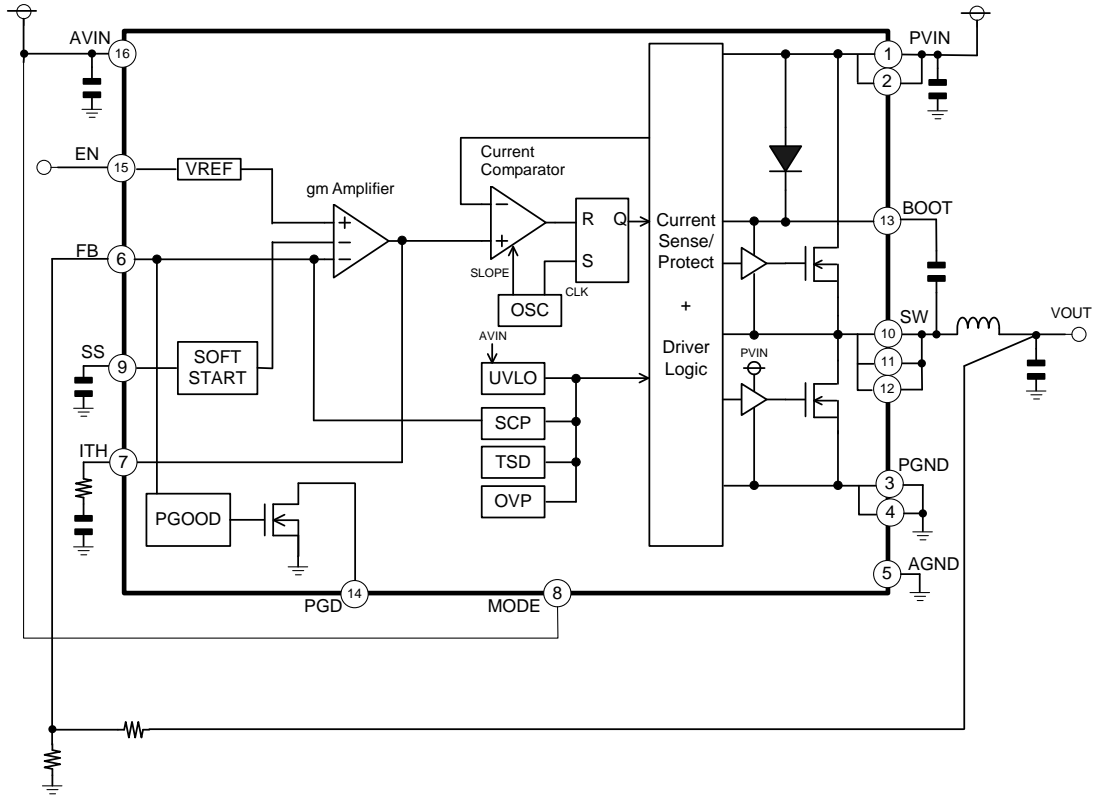 AVIN
16
1
PVIN
2
EN
15
VREF
gm Amplifier
+
−
−
Current
Comparator
−
+
R
Q
S
SLOPE
CLK
OSC
Current
Sense/
Protect
+
Driver
Logic
13
BOOT
FB
6
SS
9
SOFT
START
AVIN
UVLO
SCP
TSD
OVP
PVIN
SW
10
11
12
VOUT
ITH
7
PGOOD
PGND
3
4
5
AGND
PGD
14
MODE
8